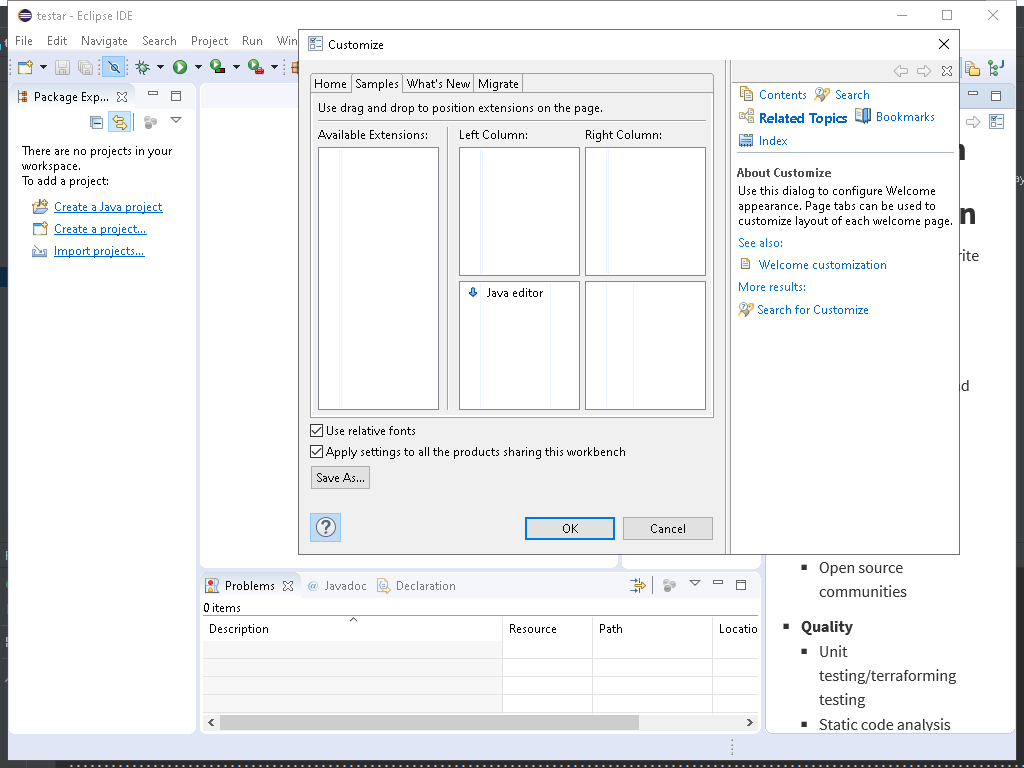 testar - Eclipse IDE
File Edit Navigate Search Project Run Win
Package Exp...
There are no projects in your
workspace.
To add a project:
Create a Java project
Create a project...
Import projects...
Customize
Home Samples What's New Migrate
Use drag and drop to position extensions on the page.
Available Extensions: Left Column: Right Column:
Java editor
Use relative fonts
Apply settings to all the products sharing this workbench
Save As...
OK Cancel
Contents Search
Related Topics Bookmarks
Index
About Customize
Use this dialog to configure Welcome
appearance. Page tabs can be used to
customize layout of each welcome page.
See also:
Welcome customization
More results:
Search for Customize
Problems @ Javadoc Declaration
0 items
Description Resource Path Locatio
n
n
rite
d
Open source
communities
Quality
Unit
testing/terraforming
testing
Static code analysis